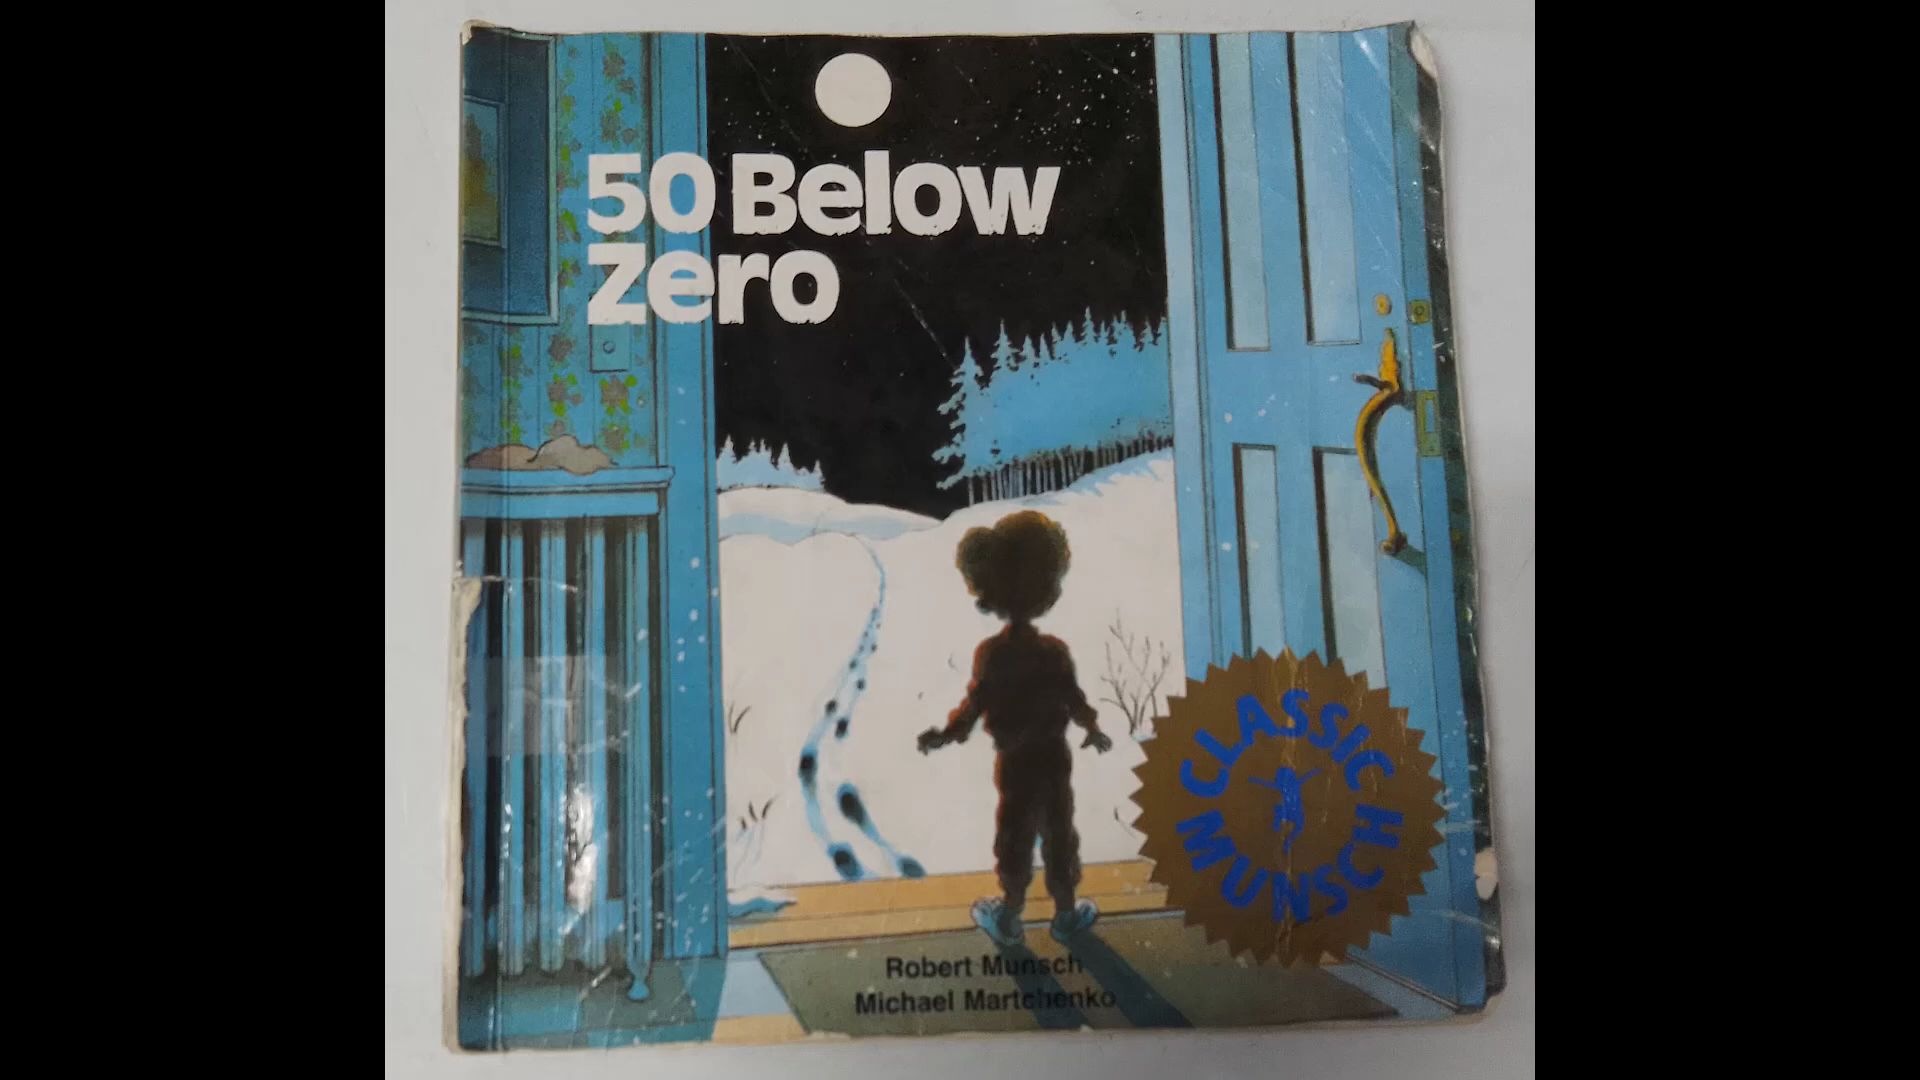 50 Below
Zero
CLASSIC
MUNSCH
Robert Munsch
Michael Martchenko